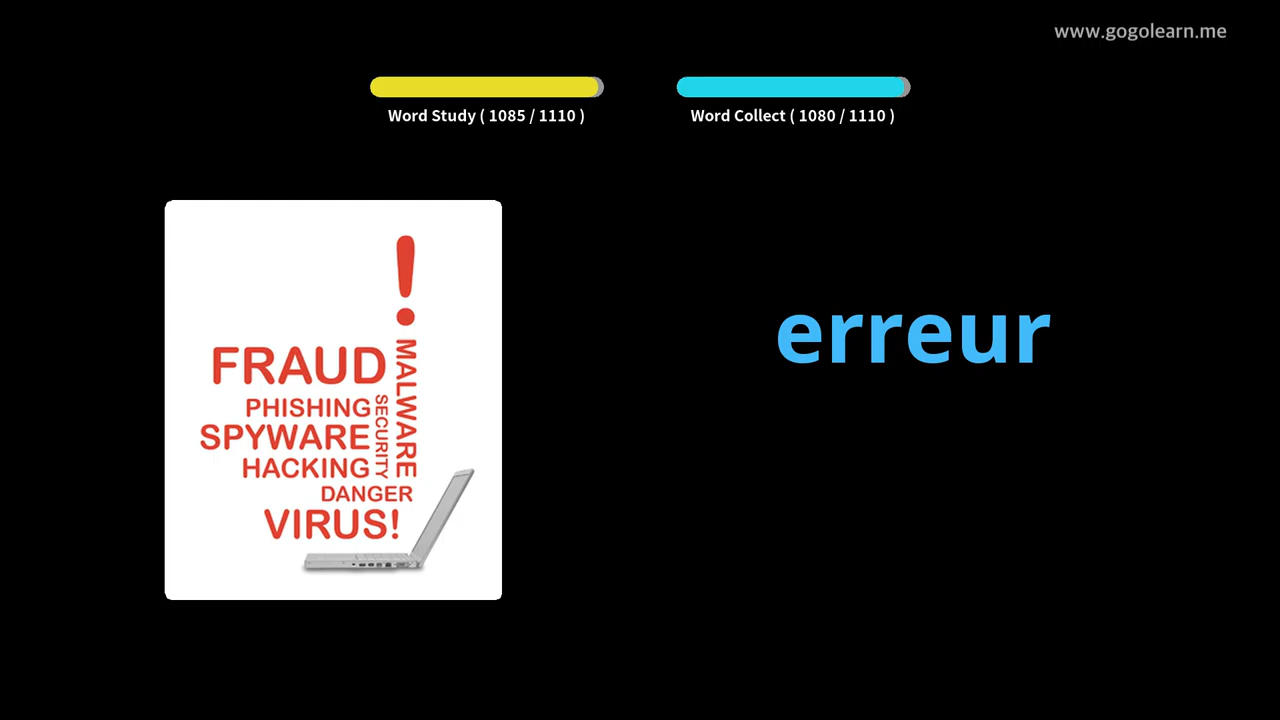 www.gogolearn.me
Word Study ( 1085 / 1110 )
Word Collect ( 1080 / 1110 )
!
FRAUD
MALWARE
PHISHING
SECURITY
SPYWARE
HACKING
DANGER
VIRUS!
erreur